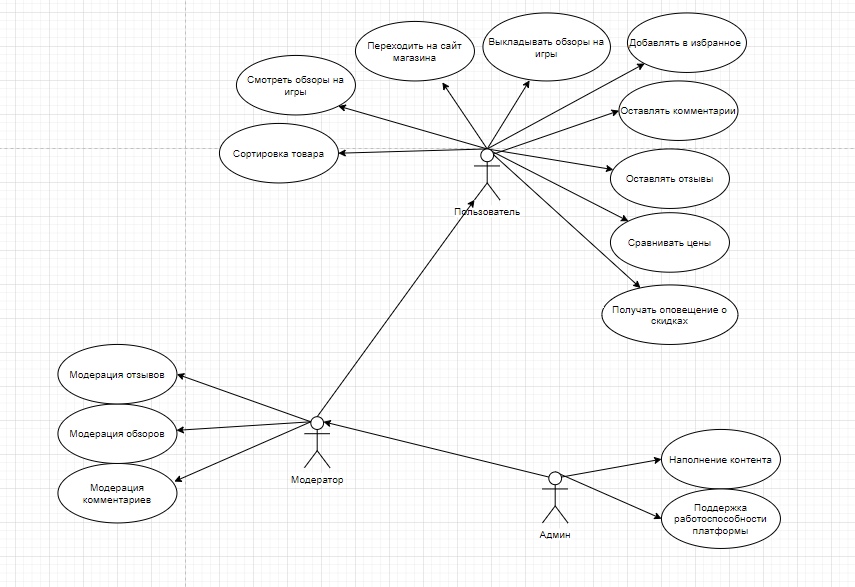 Переходить на сайт
магазина
Выкладывать обзоры на
игры
Добавлять в избранное
Смотреть обзоры на
игры
Оставлять комментарии
Сортировка товара
Оставлять отзывы
Пользователь
Сравнивать цены
Получать оповещение о
скидках
Модерация отзывов
Модерация обзоров
Модерация
комментариев
Модератор
Наполнение контента
Поддержка
работоспособности
платформы
Админ